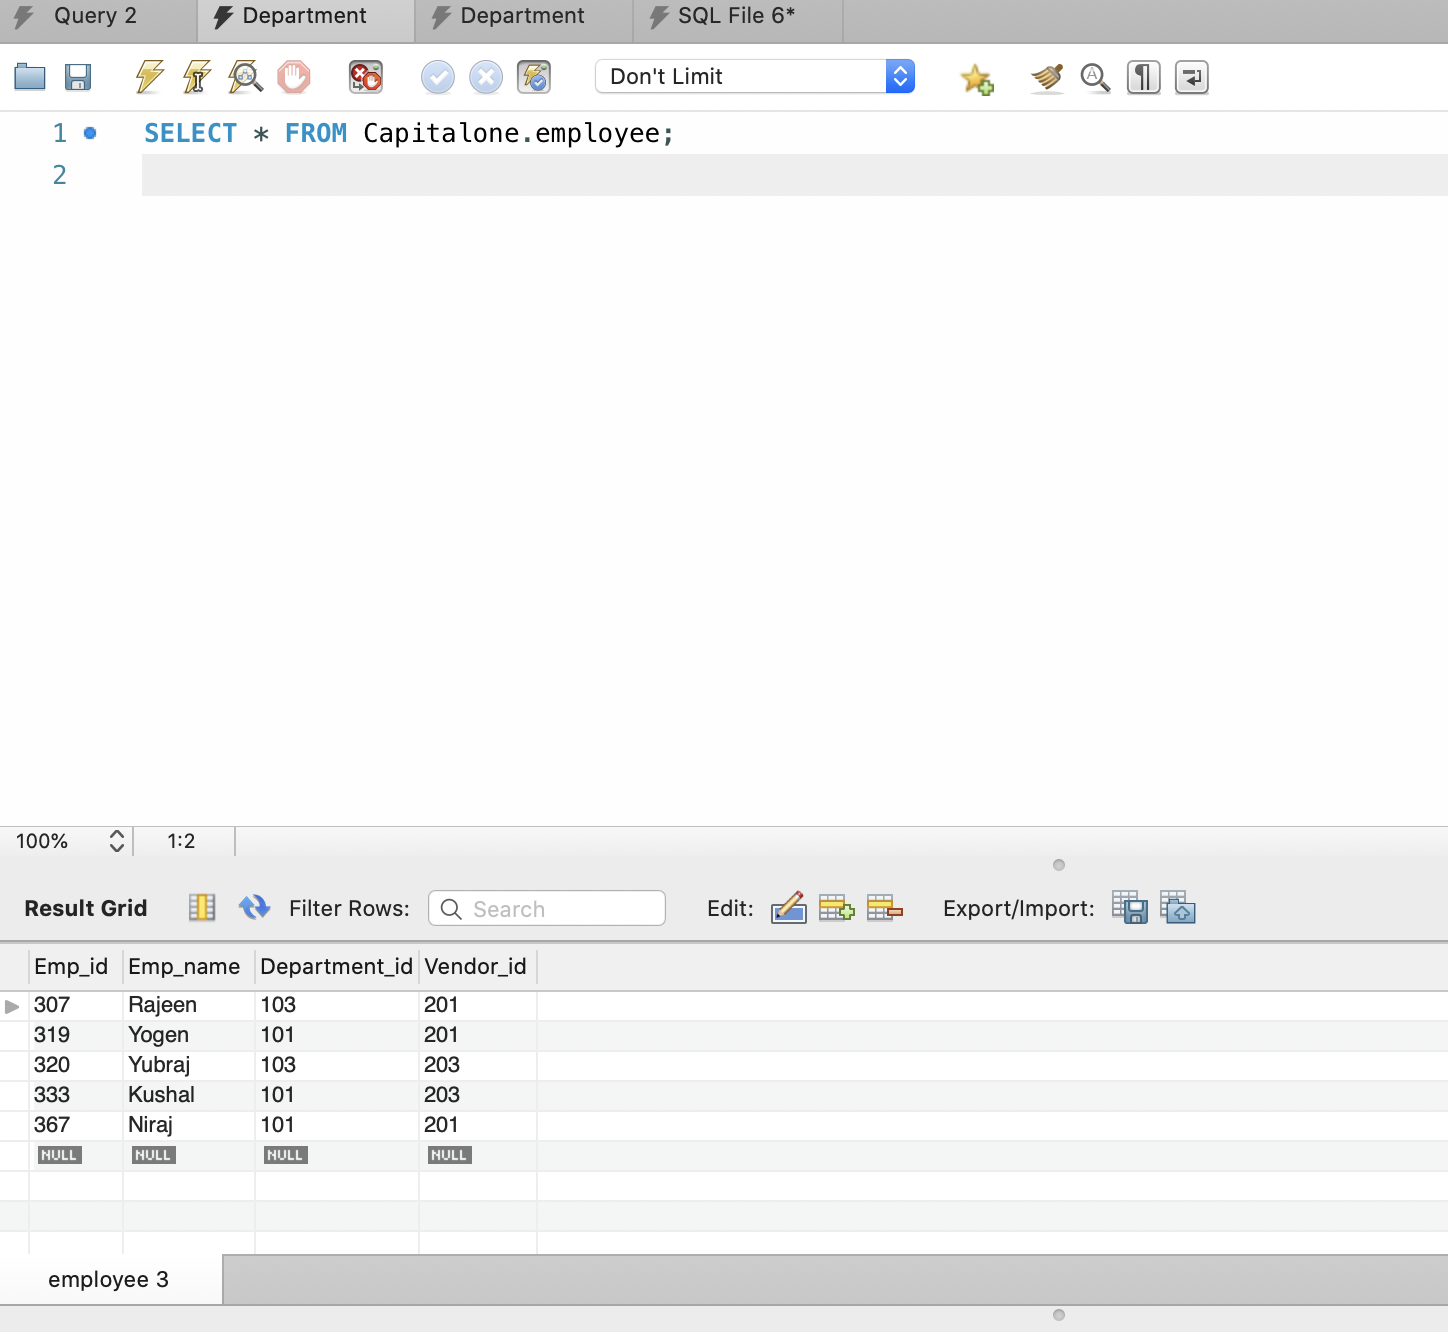 Query 2 Department Department SQL File 6*
Don't Limit
1 SELECT * FROM Capitalone.employee;
2
100% 1:2
Result Grid Filter Rows: Search Edit: Export/Import:
Emp_id Emp_name Department_id Vendor_id
307 Rajeen 103 201
319 Yogen 101 201
320 Yubraj 103 203
333 Kushal 101 203
367 Niraj 101 201
NULL NULL NULL NULL
employee 3